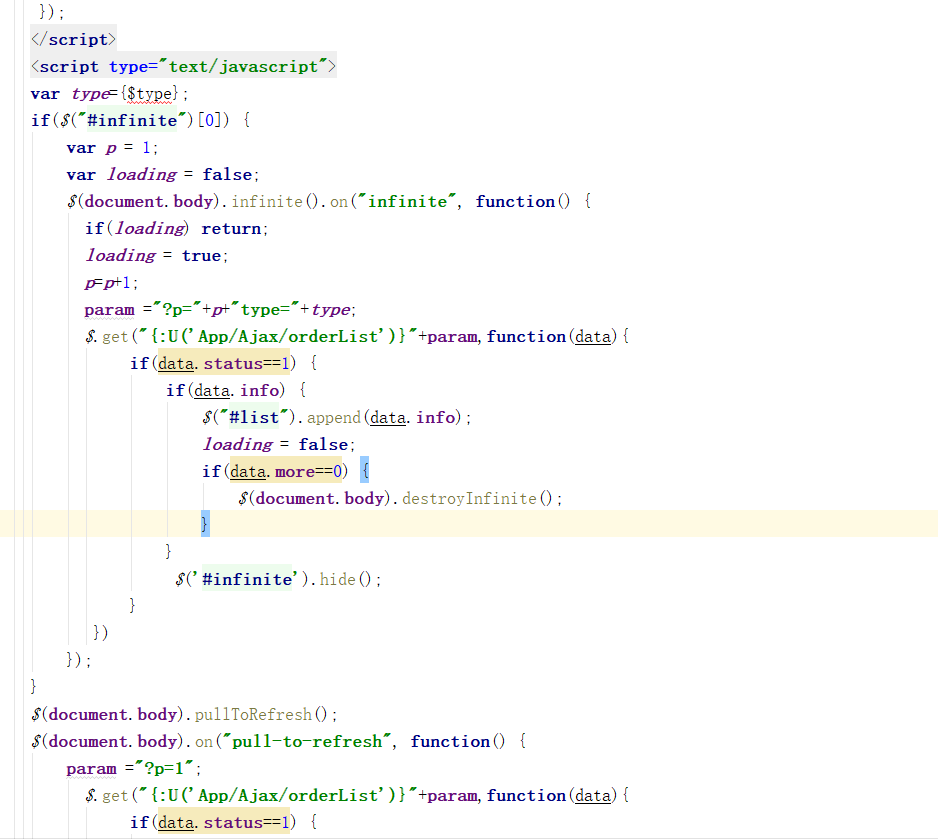 });
</script>
<script type="text/javascript">
var type={$type};
if($("#infinite")[0]) {
var p = 1;
var loading = false;
$(document.body).infinite().on("infinite", function() {
if(loading) return;
loading = true;
p=p+1;
param ="?p="+p+"type="+type;
$.get("{:U('App/Ajax/orderList')}"+param,function(data){
if(data.status==1) {
if(data.info) {
$("#list").append(data.info);
loading = false;
if(data.more==0) {
$(document.body).destroyInfinite();
}
}
$('#infinite').hide();
}
})
});
}
$(document.body).pullToRefresh();
$(document.body).on("pull-to-refresh", function() {
param ="?p=1";
$.get("{:U('App/Ajax/orderList')}"+param,function(data){
if(data.status==1) {